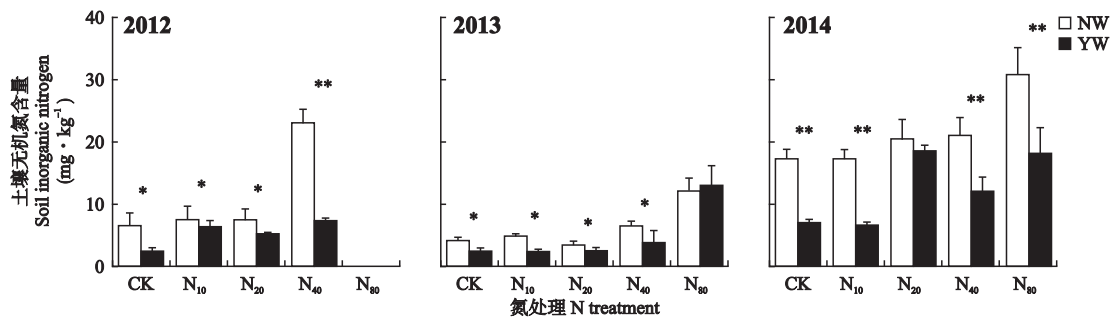 2012
2013
2014
NW
YW
土壤无机氮含量
Soil inorganic nitrogen
(mg·kg⁻¹)
40
30
20
10
0
*
*
*
**
*
*
*
*
**
**
**
**
CK N₁₀ N₂₀ N₄₀ N₈₀
CK N₁₀ N₂₀ N₄₀ N₈₀
CK N₁₀ N₂₀ N₄₀ N₈₀
氮处理 N treatment